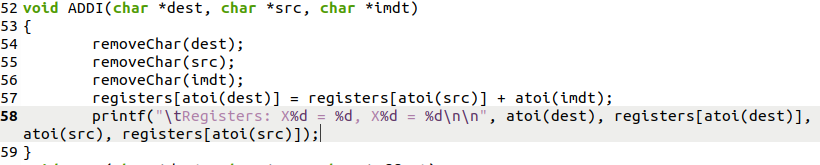 52 void ADDI(char *dest, char *src, char *imdt)
53 {
54         removeChar(dest);
55         removeChar(src);
56         removeChar(imdt);
57         registers[atoi(dest)] = registers[atoi(src)] + atoi(imdt);
58         printf("\tRegisters: X%d = %d, X%d = %d\n\n", atoi(dest), registers[atoi(dest)],
atoi(src), registers[atoi(src)]);
59 }